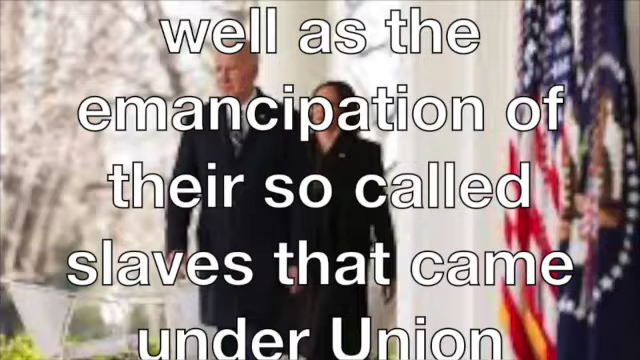 well as the
emancipation of
their so called
slaves that came
under Union